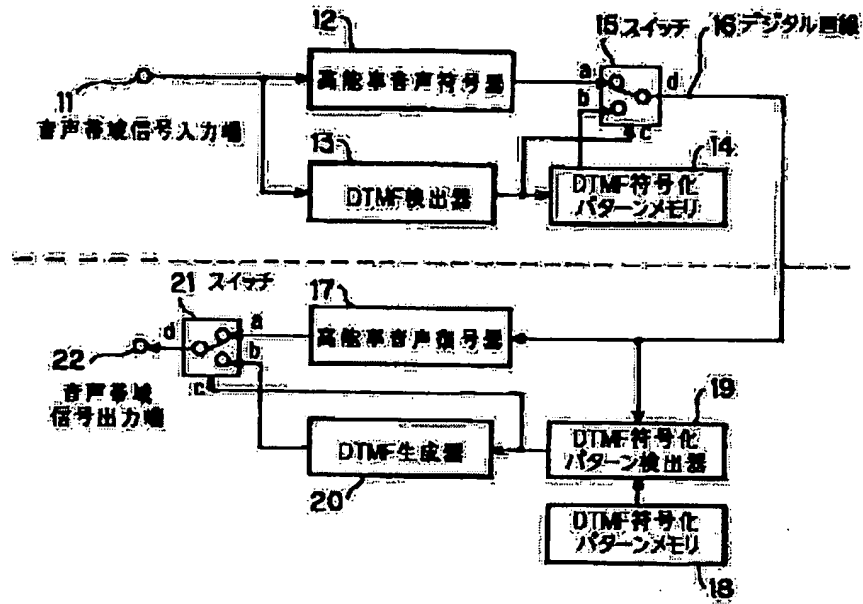 12
15 スイッチ
16 デジタル回線
高能率音声符号器
a
b
c
d
11
音声帯域信号入力端
13
DTMF検出器
14
DTMF符号化
パターンメモリ
21 スイッチ
17
高能率音声復号器
d
a
b
c
22
音声帯域
信号出力端
19
DTMF符号化
パターン検出器
DTMF生成器
20
DTMF符号化
パターンメモリ
18